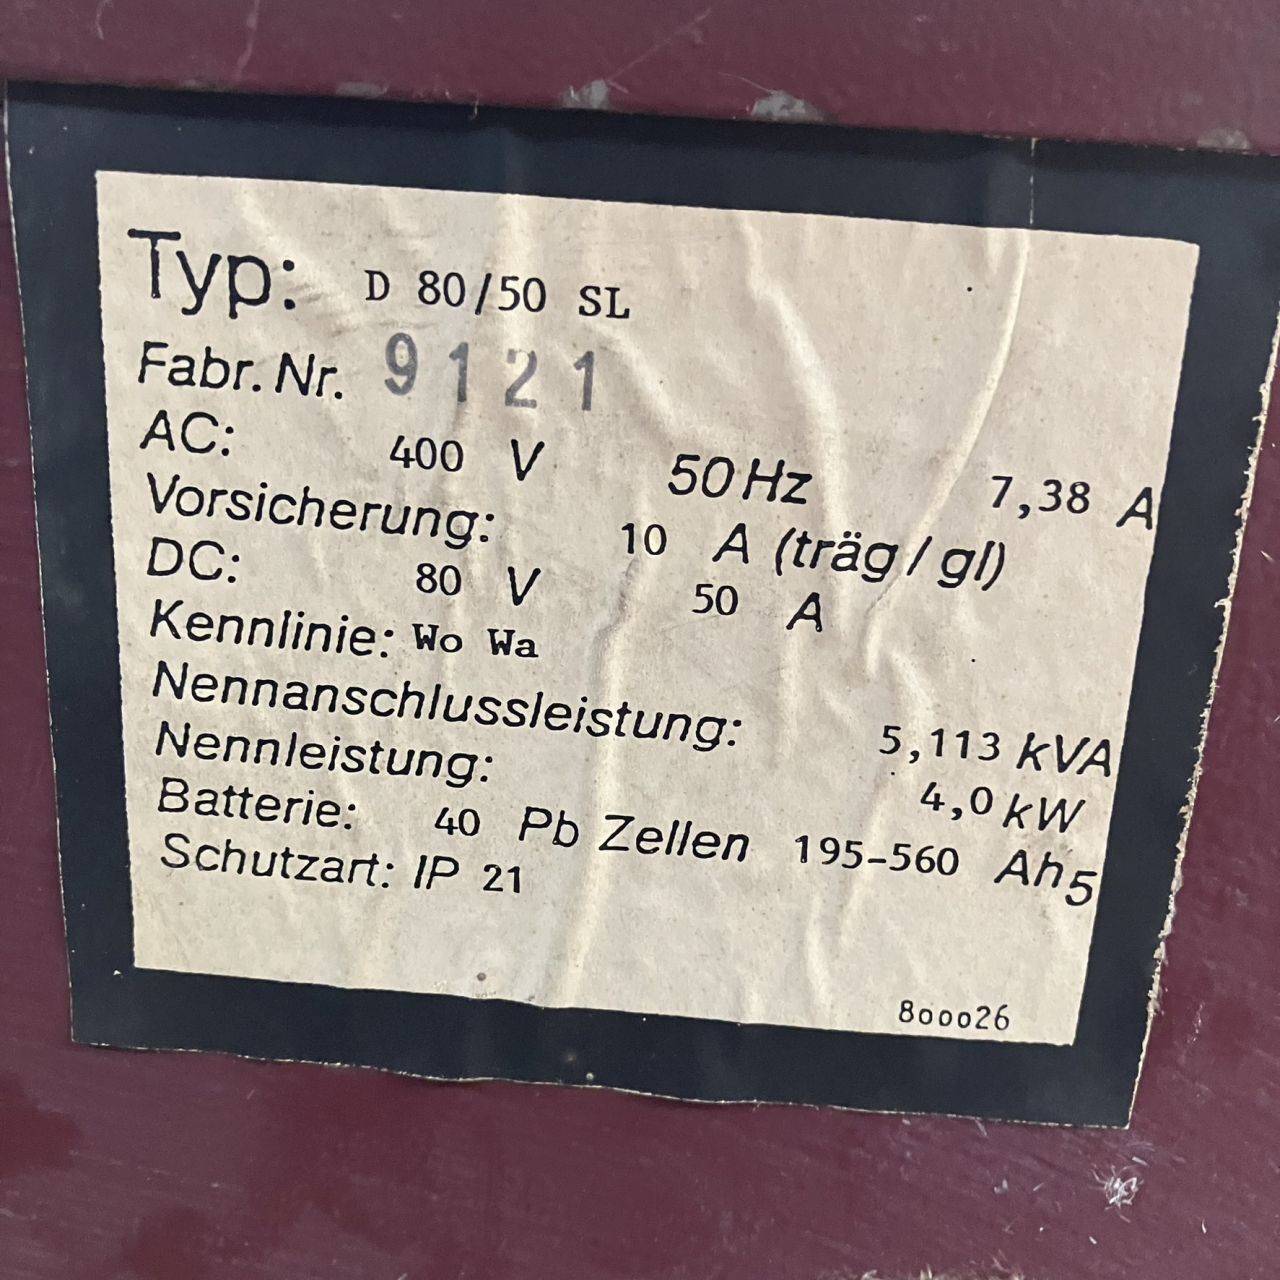 Typ: D 80/50 SL
Fabr. Nr. 9121
AC: 400 V 50 Hz 7,38 A
Vorsicherung: 10 A (träg / gl)
DC: 80 V 50 A
Kennlinie: Wo Wa
Nennanschlussleistung: 5,113 kVA
Nennleistung: 4,0 kW
Batterie: 40 Pb Zellen 195-560 Ah5
Schutzart: IP 21
800026